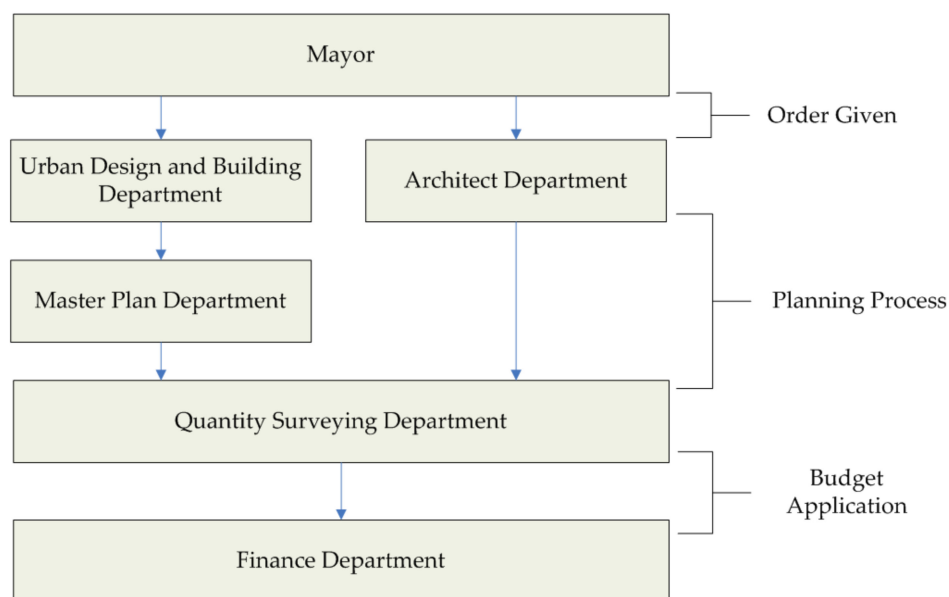 Mayor
Order Given
Urban Design and Building
Department
Architect Department
Master Plan Department
Planning Process
Quantity Surveying Department
Budget
Application
Finance Department